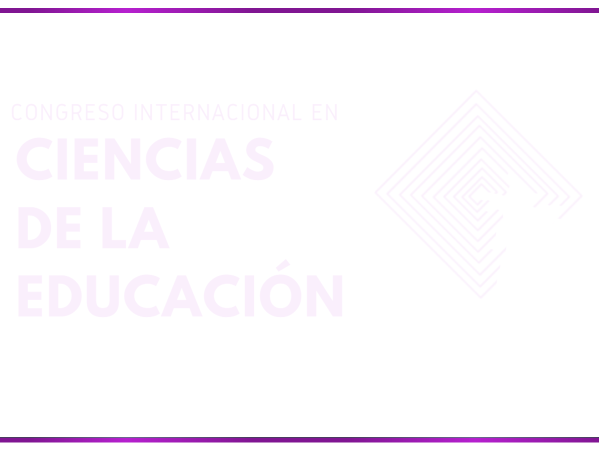 CONGRESO INTERNACIONAL EN
CIENCIAS
DE LA
EDUCACIÓN